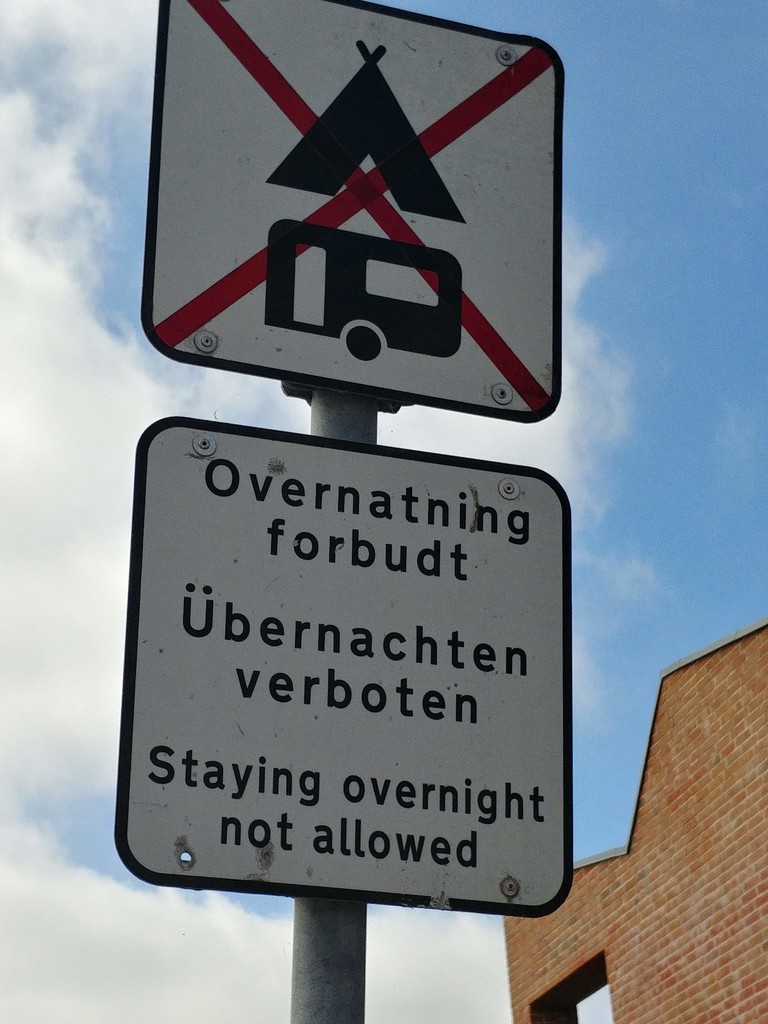 Overnatning
forbudt
Übernachten
verboten
Staying overnight
not allowed